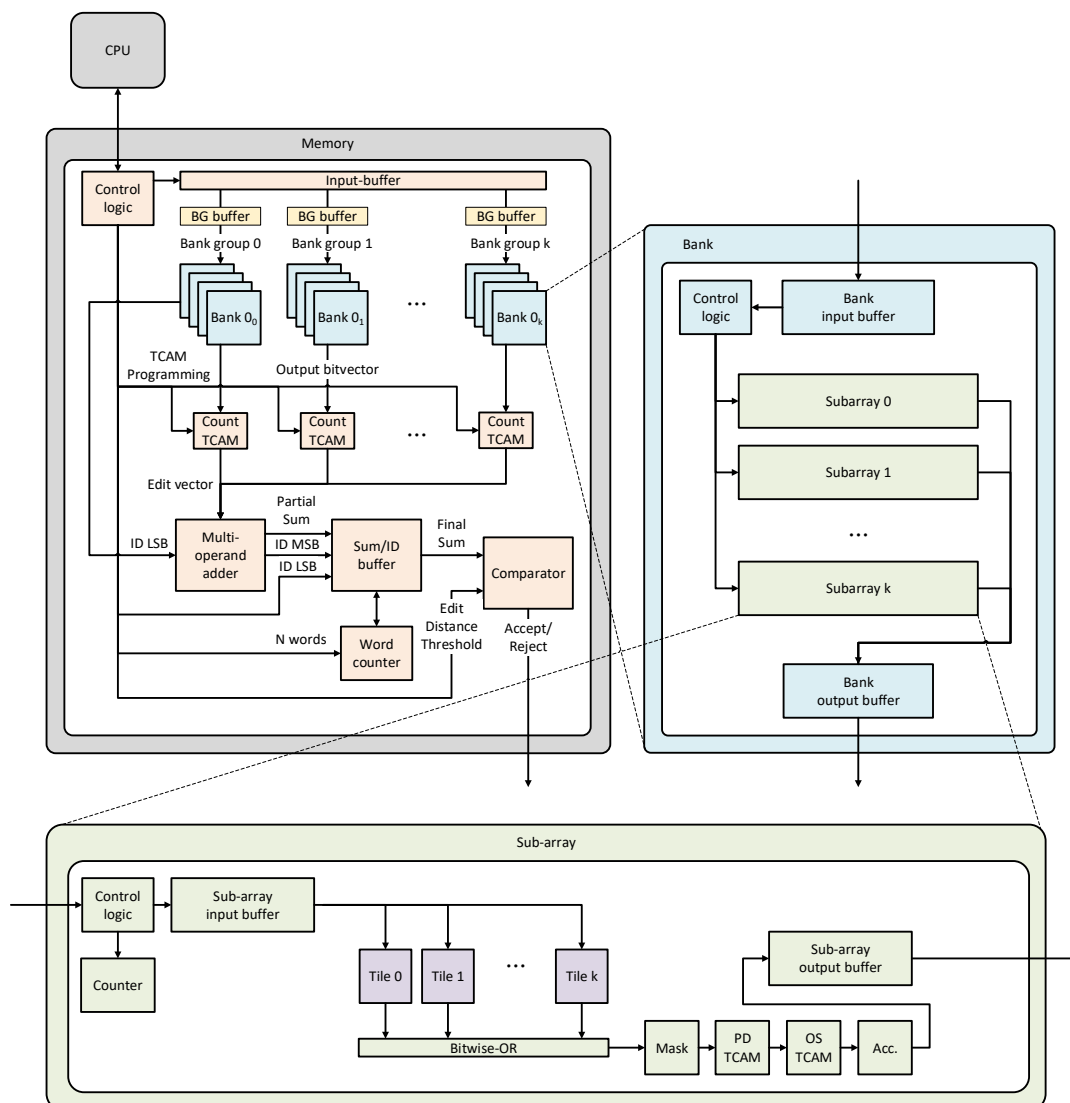 CPU
Memory
Control
logic
Input-buffer
BG buffer
BG buffer
BG buffer
Bank group 0
Bank group 1
Bank group k
Bank 0₀
Bank 0₁
...
Bank 0ₖ
TCAM
Programming
Output bitvector
Count
TCAM
Count
TCAM
...
Count
TCAM
Edit vector
Partial
Sum
ID LSB
Multi-
operand
adder
ID MSB
ID LSB
Sum/ID
buffer
Final
Sum
Comparator
N words
Word
counter
Edit
Distance
Threshold
Accept/
Reject
Bank
Control
logic
Bank
input buffer
Subarray 0
Subarray 1
...
Subarray k
Bank
output buffer
Sub-array
Control
logic
Sub-array
input buffer
Counter
Tile 0
Tile 1
...
Tile k
Bitwise-OR
Mask
PD
TCAM
OS
TCAM
Acc.
Sub-array
output buffer